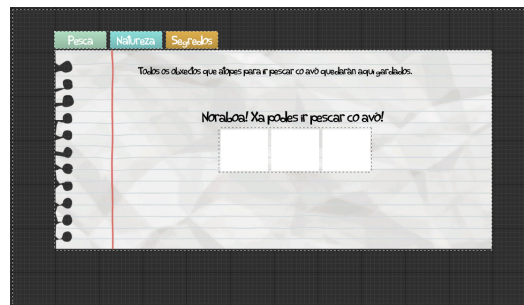 Pesca Natureza Segredos
Todos os obxectos que atopes para ir pescar co avó quedarán aquí gardados.
Noraboa! Xa podes ir pescar co avó!